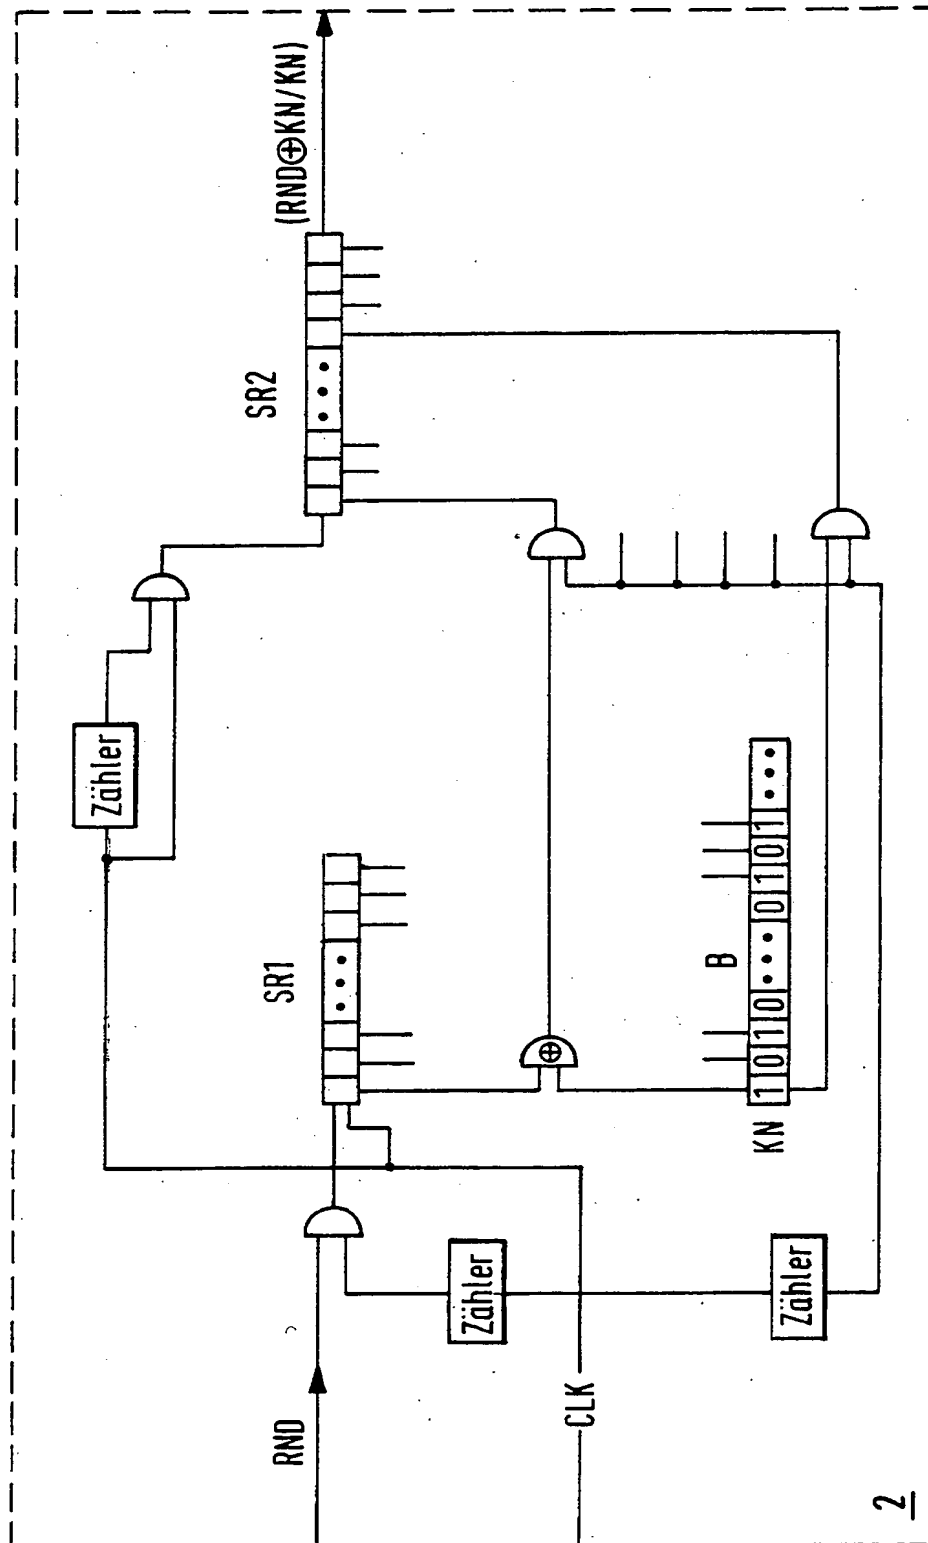 (RND⊕KN/KN)
SR2
Zähler
SR1
⊕
B
KN 1 0 1 0 • • • 0 1 0 1 • • •
Zähler
Zähler
RND
CLK
2